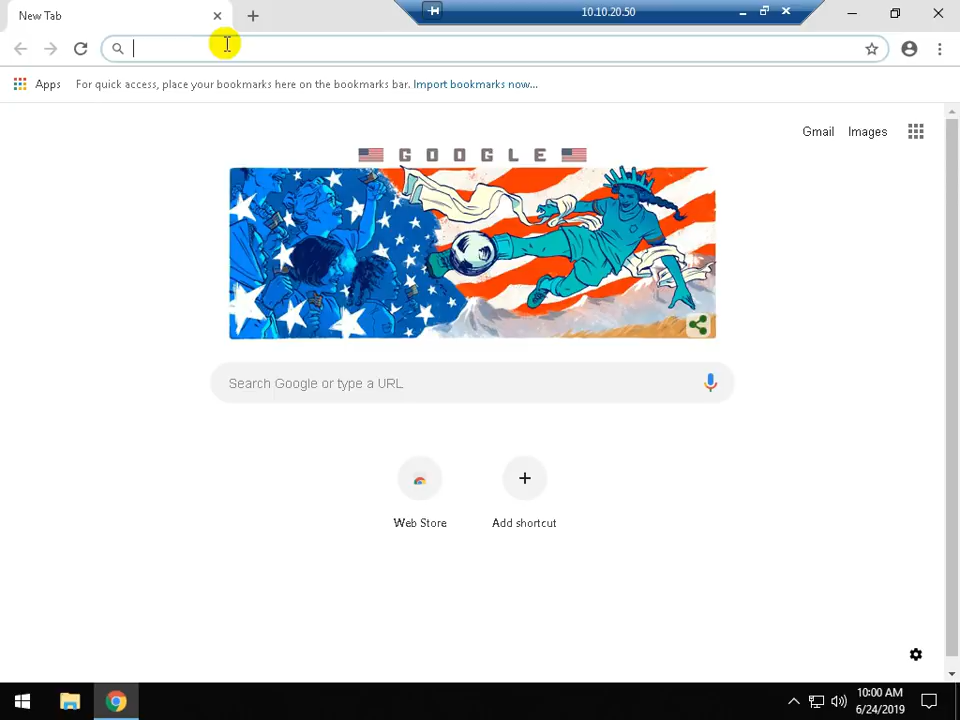 New Tab
10.10.20.50
Apps
For quick access, place your bookmarks here on the bookmarks bar. Import bookmarks now...
Gmail
Images
GOOGLE
Search Google or type a URL
Web Store
Add shortcut
10:00 AM
6/24/2019